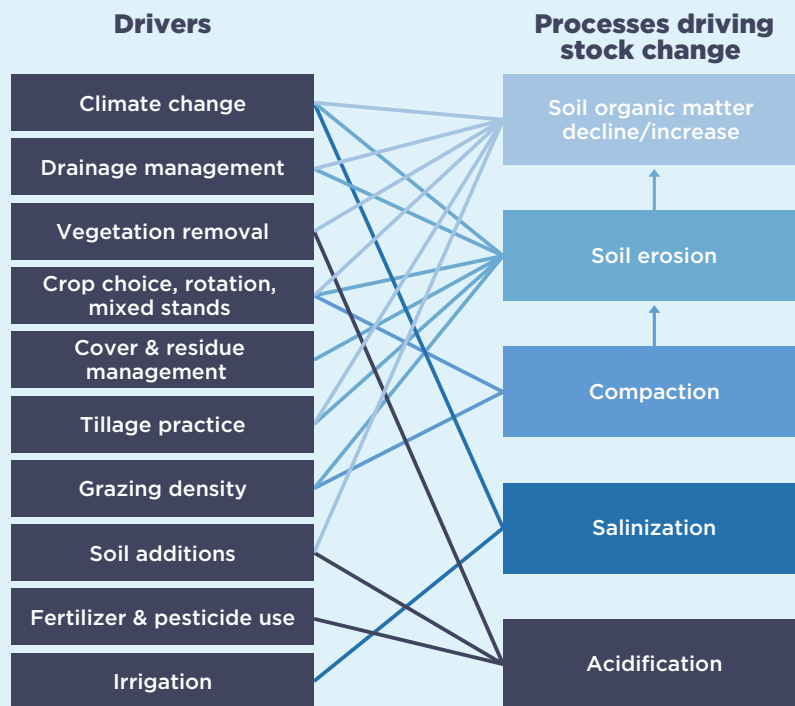 Drivers
Climate change
Drainage management
Vegetation removal
Crop choice, rotation,
mixed stands
Cover & residue
management
Tillage practice
Grazing density
Soil additions
Fertilizer & pesticide use
Irrigation
Processes driving
stock change
Soil organic matter
decline/increase
Soil erosion
Compaction
Salinization
Acidification